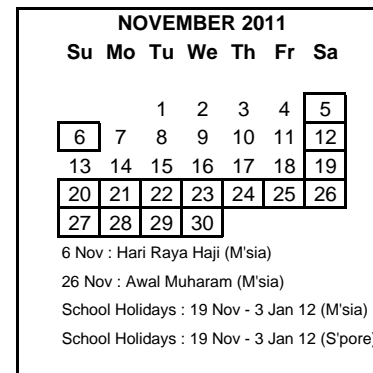 NOVEMBER 2011
Su Mo Tu We Th Fr Sa
1 2 3 4 5
6 7 8 9 10 11 12
13 14 15 16 17 18 19
20 21 22 23 24 25 26
27 28 29 30
6 Nov : Hari Raya Haji (M'sia)
26 Nov : Awal Muharam (M'sia)
School Holidays : 19 Nov - 3 Jan 12 (M'sia)
School Holidays : 19 Nov - 3 Jan 12 (S'pore)